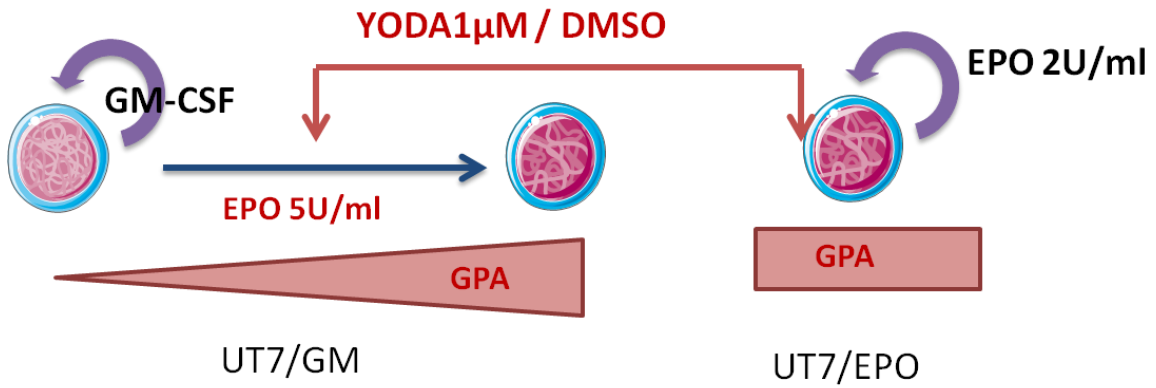 YODA1µM / DMSO
GM-CSF
EPO 2U/ml
EPO 5U/ml
GPA
GPA
UT7/GM
UT7/EPO